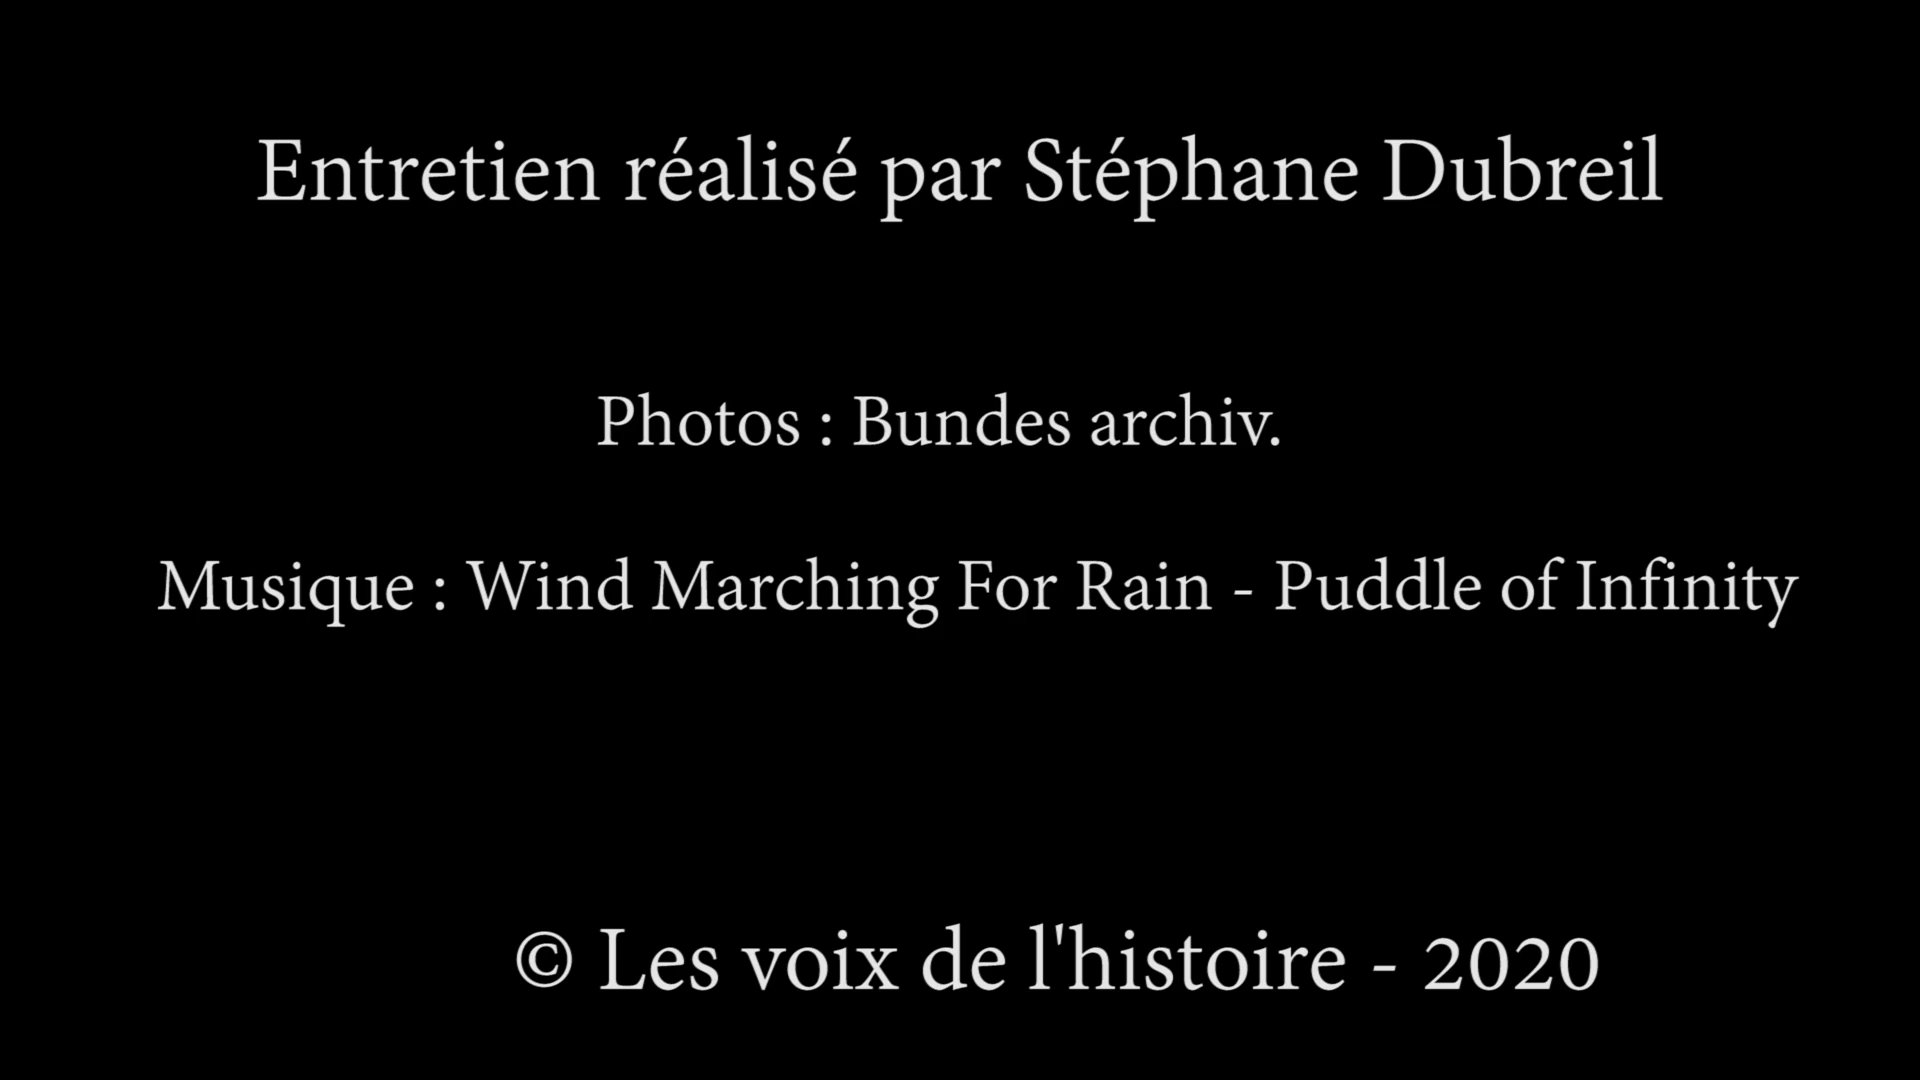 Entretien réalisé par Stéphane Dubreil
Photos : Bundes archiv.
Musique : Wind Marching For Rain - Puddle of Infinity
© Les voix de l'histoire - 2020